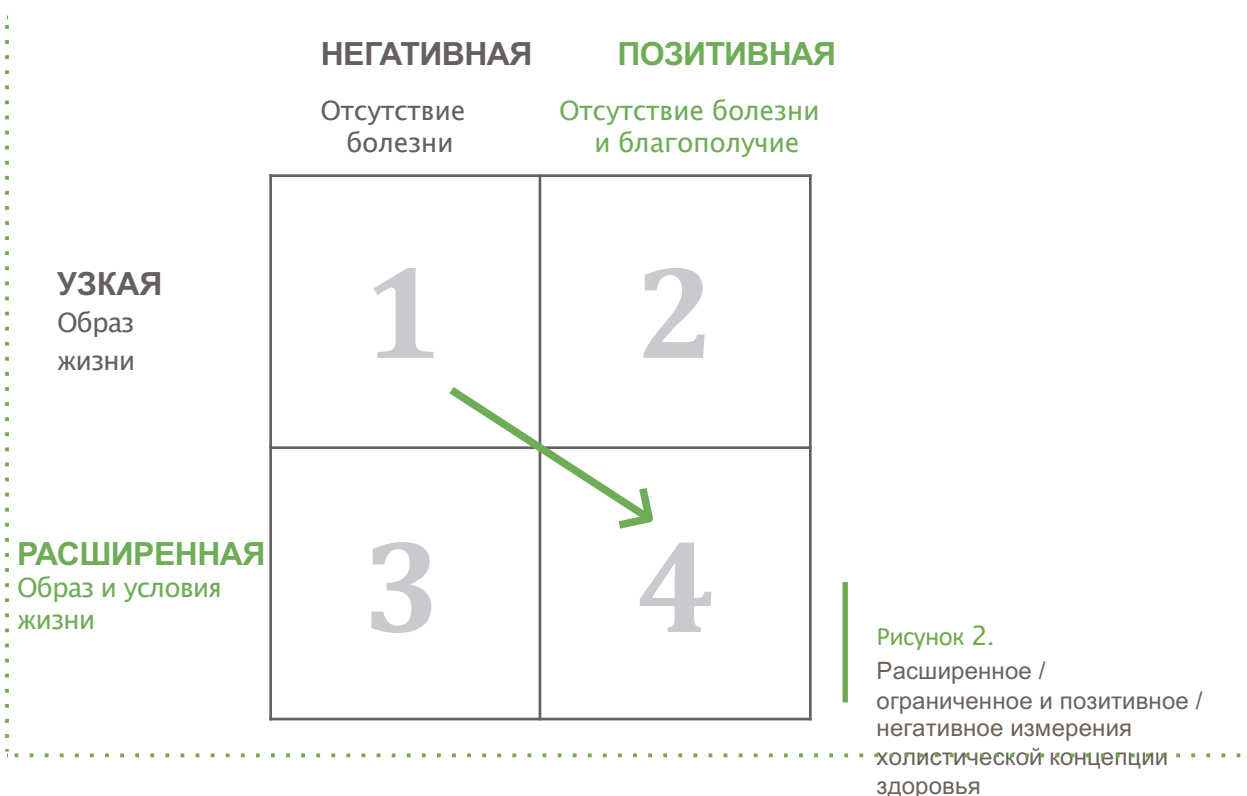 НЕГАТИВНАЯ
ПОЗИТИВНАЯ
Отсутствие
болезни
Отсутствие болезни
и благополучие
УЗКАЯ
Образ
жизни
1
2
РАСШИРЕННАЯ
Образ и условия
жизни
3
4
Рисунок 2.
Расширенное /
ограниченное и позитивное /
негативное измерения
холистической концепции
здоровья